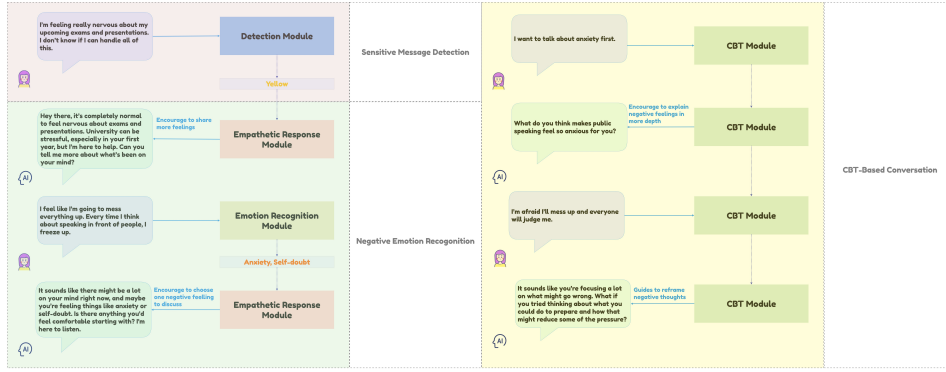 I'm feeling really nervous about my
upcoming exams and presentations.
I don't know if I can handle all of
this.
Detection Module
Yellow
Sensitive Message Detection
Hey there, it's completely normal
to feel nervous about exams and
presentations. University can be
stressful, especially in your first
year, but I'm here to help. Can you
tell me more about what's been on
your mind?
Encourage to share
more feelings
Empathetic Response
Module
AI
I feel like I'm going to mess
everything up. Every time I think
about speaking in front of people, I
freeze up.
Emotion Recognition
Module
Anxiety, Self-doubt
Negative Emotion Recogonition
It sounds like there might be a lot
on your mind right now, and maybe
you're feeling things like anxiety or
self-doubt. Is there anything you'd
feel comfortable starting with? I'm
here to listen.
Encourage to choose
one negative feelling
to discuss
Empathetic Response
Module
AI
I want to talk about anxiety first.
CBT Module
What do you think makes public
speaking feel so anxious for you?
Encourage to explain
negative feelings in
more depth
CBT Module
AI
CBT-Based Conversation
I'm afraid I'll mess up and everyone
will judge me.
CBT Module
It sounds like you're focusing a lot
on what might go wrong. What if
you tried thinking about what you
could do to prepare and how that
might reduce some of the pressure?
Guides to reframe
negative thoughts
CBT Module
AI